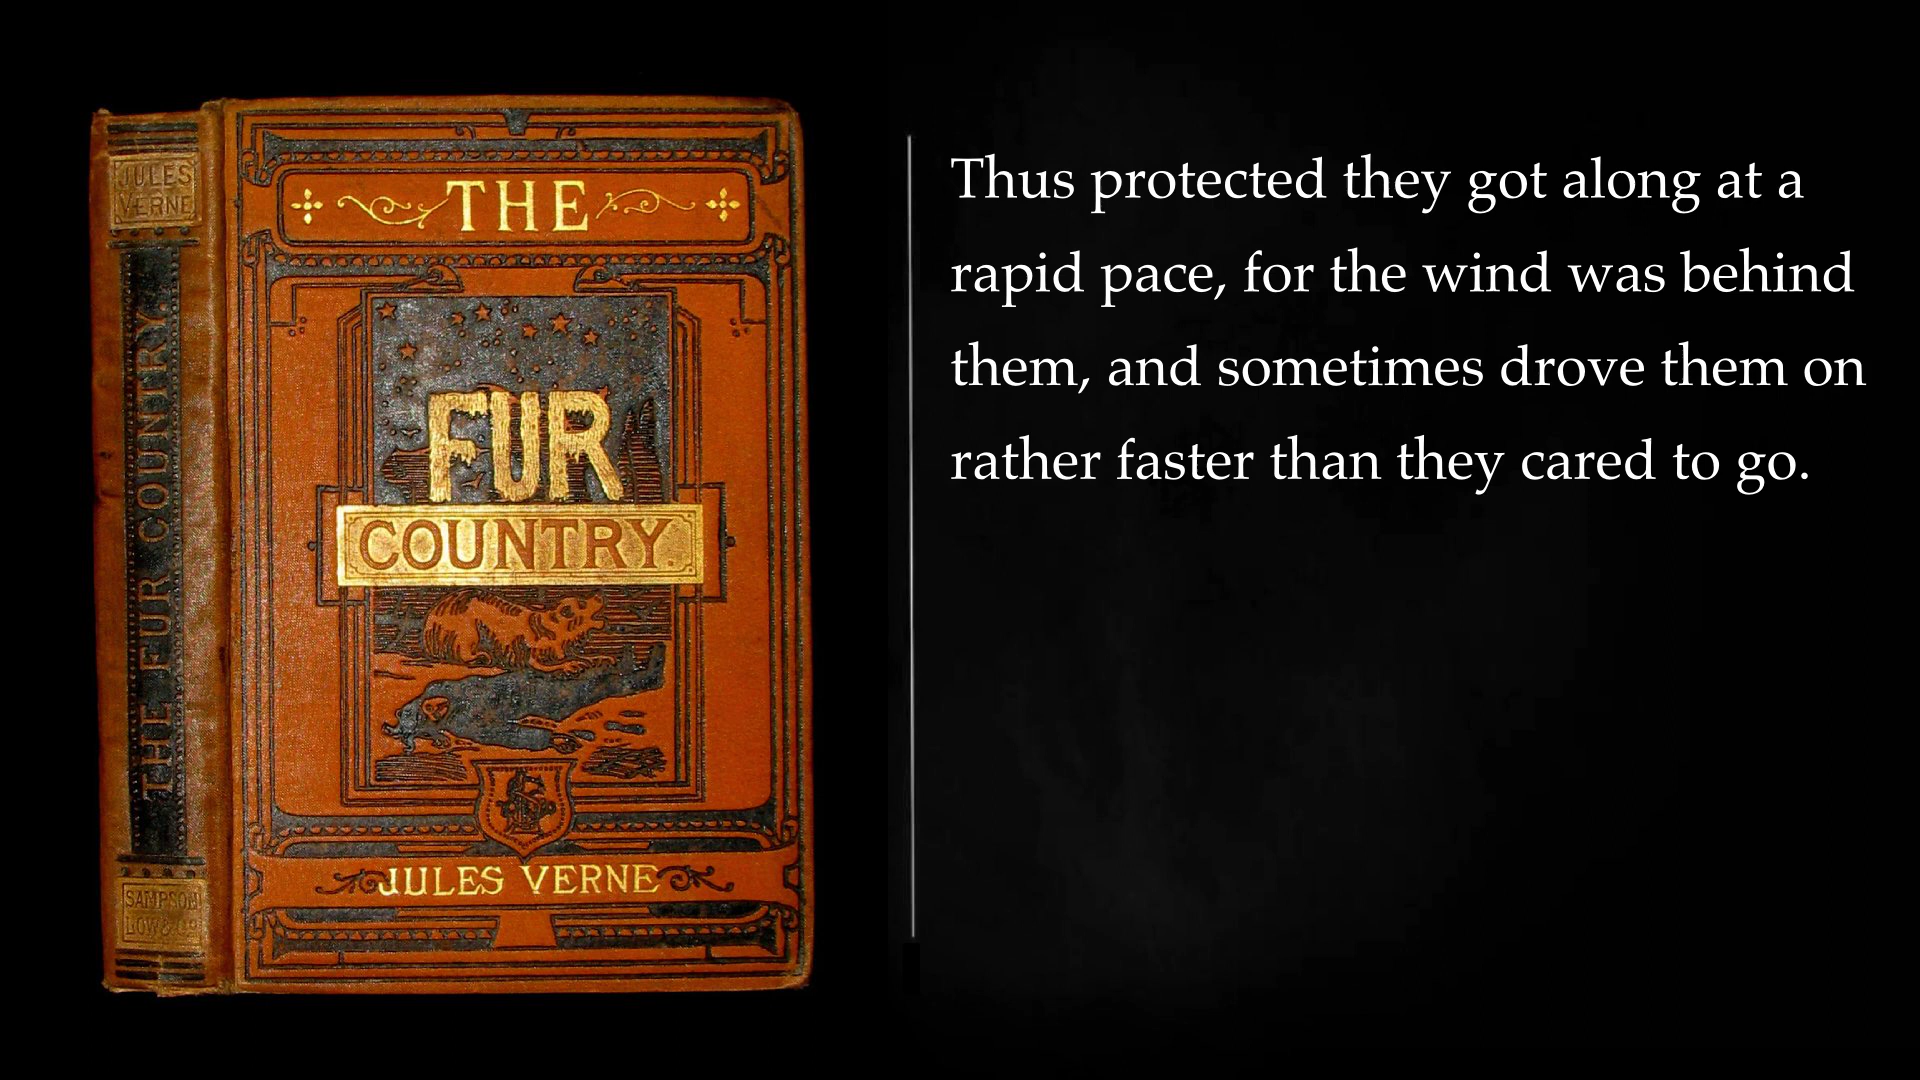 JULES
VERNE
THE FUR COUNTRY.
SAMPSON
LOW & Co
THE
FUR
COUNTRY.
JULES VERNE
Thus protected they got along at a
rapid pace, for the wind was behind
them, and sometimes drove them on
rather faster than they cared to go.